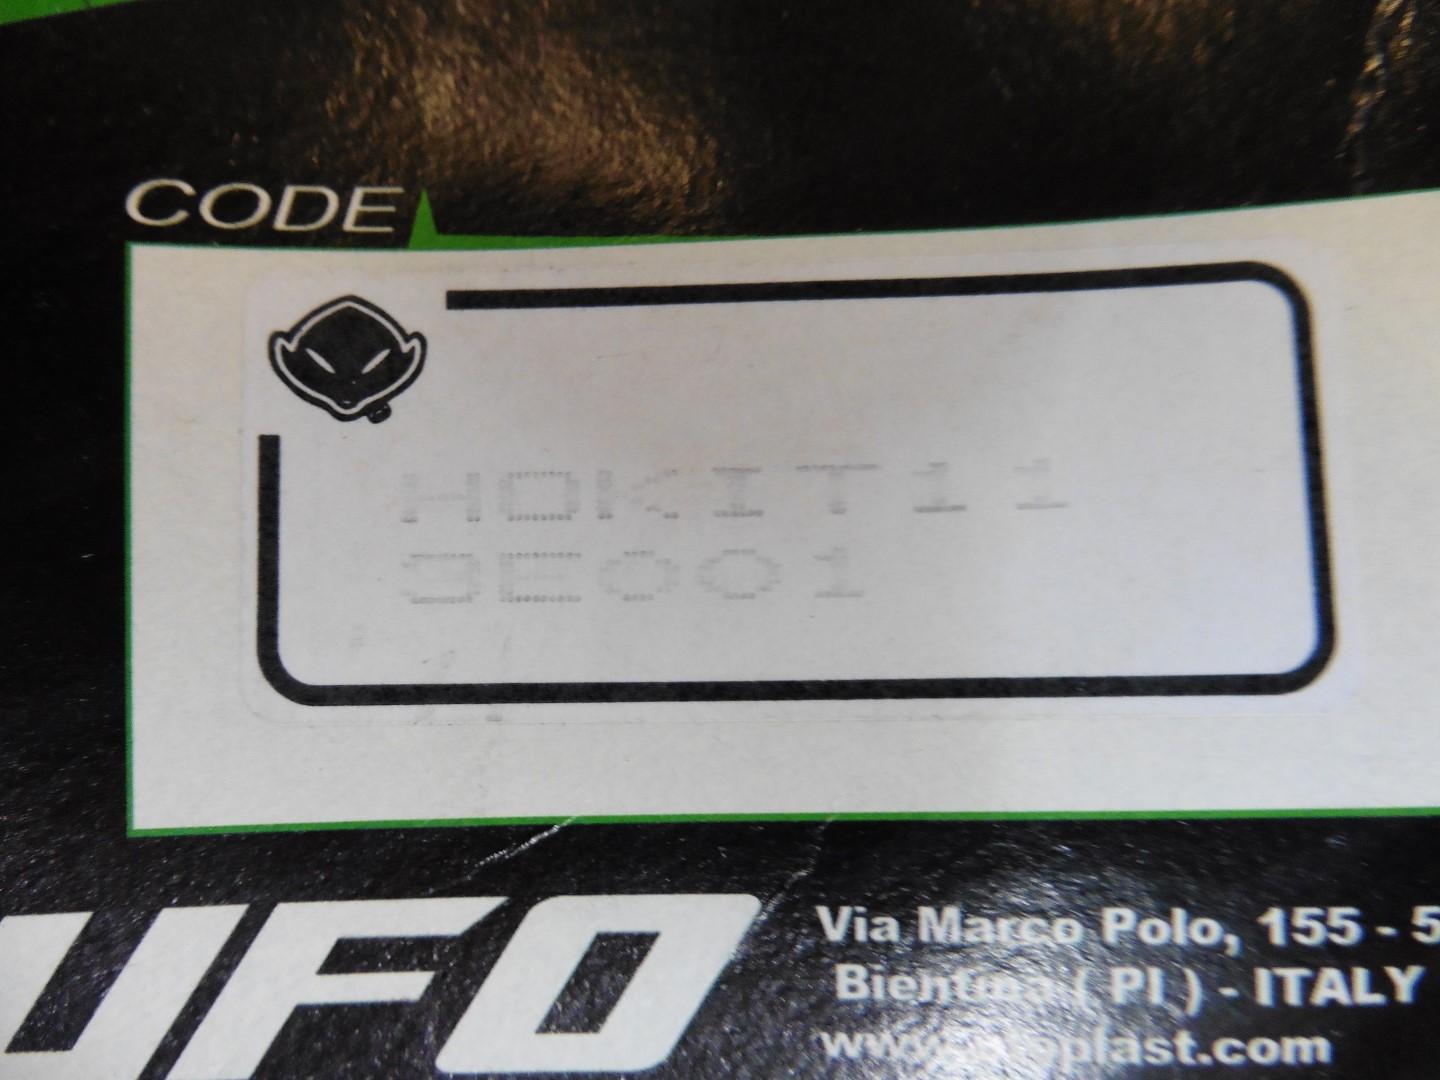 CODE
HOKIT11
9E001
UFO
Via Marco Polo, 155 - 5
Bientina ( PI ) - ITALY